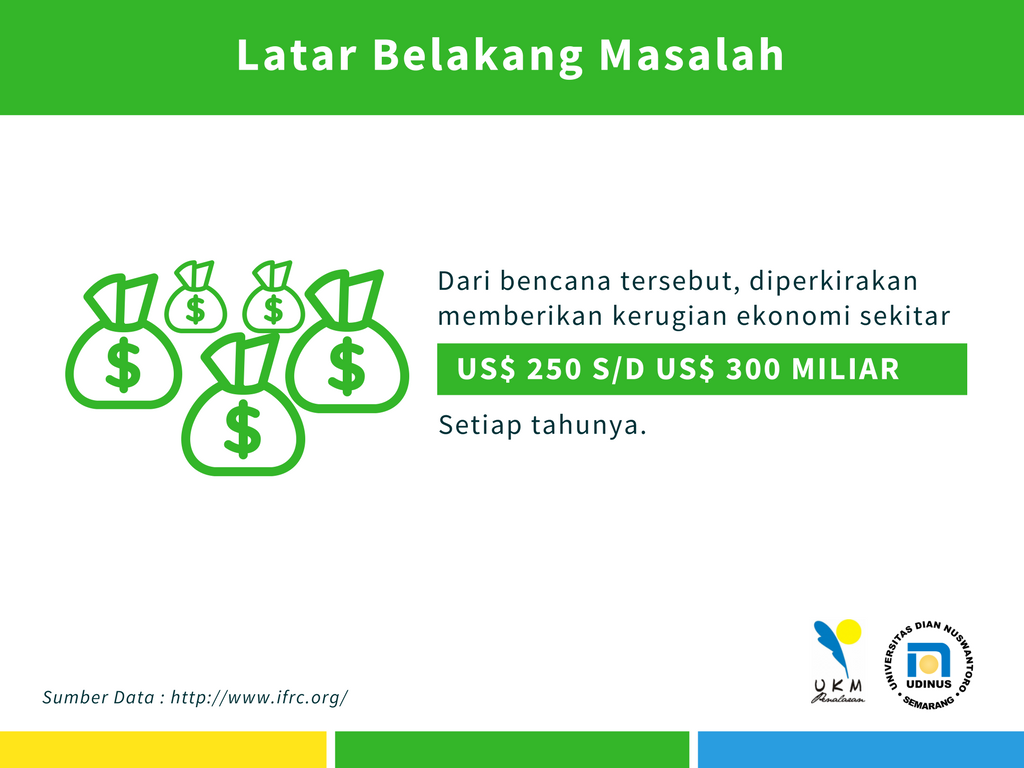 Latar Belakang Masalah
$
$
$
$
$
Dari bencana tersebut, diperkirakan
memberikan kerugian ekonomi sekitar
US$ 250 S/D US$ 300 MILIAR
Setiap tahunya.
UKM
Penalaran
UNIVERSITAS DIAN NUSWANTORO
UDINUS
• SEMARANG •
Sumber Data : http://www.ifrc.org/